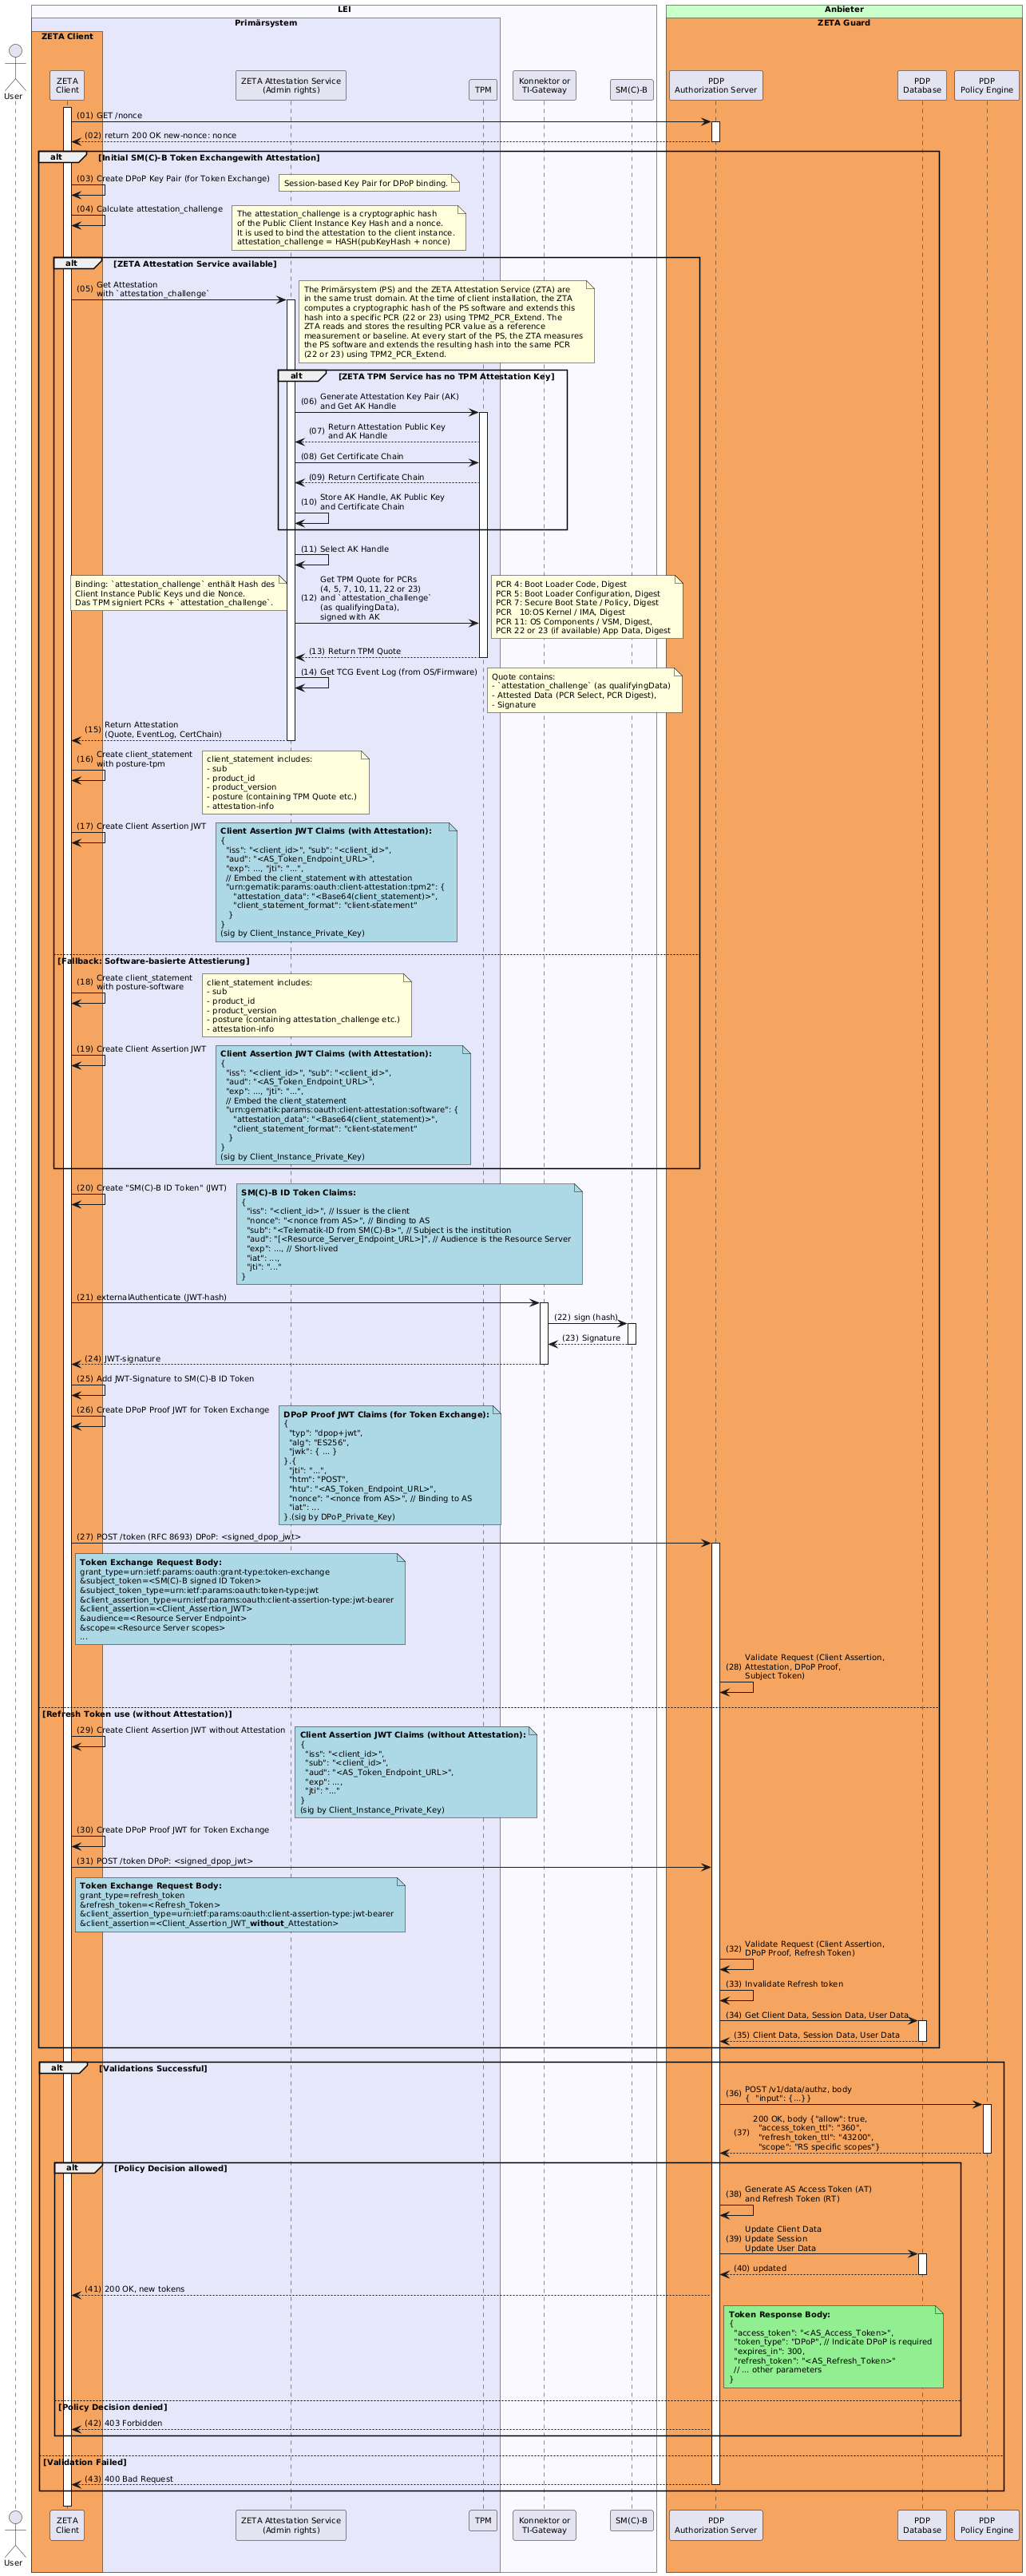 LEI
Anbieter
Primärsystem
ZETA Guard
ZETA Client
User
ZETA
Client
ZETA Attestation Service
(Admin rights)
TPM
Konnektor or
TI-Gateway
SM(C)-B
PDP
Authorization Server
PDP
Database
PDP
Policy Engine
(01) GET /nonce
(02) return 200 OK new-nonce: nonce
alt [Initial SM(C)-B Token Exchangewith Attestation]
(03) Create DPoP Key Pair (for Token Exchange)
Session-based Key Pair for DPoP binding.
(04) Calculate attestation_challenge
The attestation_challenge is a cryptographic hash
of the Public Client Instance Key Hash and a nonce.
It is used to bind the attestation to the client instance.
attestation_challenge = HASH(pubKeyHash + nonce)
alt [ZETA Attestation Service available]
(05) Get Attestation
with `attestation_challenge`
The Primärsystem (PS) and the ZETA Attestation Service (ZTA) are
in the same trust domain. At the time of client installation, the ZTA
computes a cryptographic hash of the PS software and extends this
hash into a specific PCR (22 or 23) using TPM2_PCR_Extend. The
ZTA reads and stores the resulting PCR value as a reference
measurement or baseline. At every start of the PS, the ZTA measures
the PS software and extends the resulting hash into the same PCR
(22 or 23) using TPM2_PCR_Extend.
alt [ZETA TPM Service has no TPM Attestation Key]
(06) Generate Attestation Key Pair (AK)
and Get AK Handle
(07) Return Attestation Public Key
and AK Handle
(08) Get Certificate Chain
(09) Return Certificate Chain
(10) Store AK Handle, AK Public Key
and Certificate Chain
(11) Select AK Handle
Binding: `attestation_challenge` enthält Hash des
Client Instance Public Keys und die Nonce.
Das TPM signiert PCRs + `attestation_challenge`.
Get TPM Quote for PCRs
(4, 5, 7, 10, 11, 22 or 23)
(12) and `attestation_challenge`
(as qualifyingData),
signed with AK
PCR 4: Boot Loader Code, Digest
PCR 5: Boot Loader Configuration, Digest
PCR 7: Secure Boot State / Policy, Digest
PCR   10:OS Kernel / IMA, Digest
PCR 11: OS Components / VSM, Digest,
PCR 22 or 23 (if available) App Data, Digest
(13) Return TPM Quote
(14) Get TCG Event Log (from OS/Firmware)
Quote contains:
- `attestation_challenge` (as qualifyingData)
- Attested Data (PCR Select, PCR Digest),
- Signature
(15) Return Attestation
(Quote, EventLog, CertChain)
(16) Create client_statement
with posture-tpm
client_statement includes:
- sub
- product_id
- product_version
- posture (containing TPM Quote etc.)
- attestation-info
(17) Create Client Assertion JWT
Client Assertion JWT Claims (with Attestation):
{
"iss": "<client_id>", "sub": "<client_id>",
"aud": "<AS_Token_Endpoint_URL>",
"exp": ..., "jti": "...",
// Embed the client_statement with attestation
"urn:gematik:params:oauth:client-attestation:tpm2": {
"attestation_data": "<Base64(client_statement)>",
"client_statement_format": "client-statement"
}
}
(sig by Client_Instance_Private_Key)
[Fallback: Software-basierte Attestierung]
(18) Create client_statement
with posture-software
client_statement includes:
- sub
- product_id
- product_version
- posture (containing attestation_challenge etc.)
- attestation-info
(19) Create Client Assertion JWT
Client Assertion JWT Claims (with Attestation):
{
"iss": "<client_id>", "sub": "<client_id>",
"aud": "<AS_Token_Endpoint_URL>",
"exp": ..., "jti": "...",
// Embed the client_statement
"urn:gematik:params:oauth:client-attestation:software": {
"attestation_data": "<Base64(client_statement)>",
"client_statement_format": "client-statement"
}
}
(sig by Client_Instance_Private_Key)
(20) Create "SM(C)-B ID Token" (JWT)
SM(C)-B ID Token Claims:
{
"iss": "<client_id>", // Issuer is the client
"nonce": "<nonce from AS>", // Binding to AS
"sub": "<Telematik-ID from SM(C)-B>", // Subject is the institution
"aud": "[<Resource_Server_Endpoint_URL>]", // Audience is the Resource Server
"exp": ..., // Short-lived
"iat": ...,
"jti": "..."
}
(21) externalAuthenticate (JWT-hash)
(22) sign (hash)
(23) Signature
(24) JWT-signature
(25) Add JWT-Signature to SM(C)-B ID Token
(26) Create DPoP Proof JWT for Token Exchange
DPoP Proof JWT Claims (for Token Exchange):
{
"typ": "dpop+jwt",
"alg": "ES256",
"jwk": { ... }
}.{
"jti": "...",
"htm": "POST",
"htu": "<AS_Token_Endpoint_URL>",
"nonce": "<nonce from AS>", // Binding to AS
"iat": ...
}.(sig by DPoP_Private_Key)
(27) POST /token (RFC 8693) DPoP: <signed_dpop_jwt>
Token Exchange Request Body:
grant_type=urn:ietf:params:oauth:grant-type:token-exchange
&subject_token=<SM(C)-B signed ID Token>
&subject_token_type=urn:ietf:params:oauth:token-type:jwt
&client_assertion_type=urn:ietf:params:oauth:client-assertion-type:jwt-bearer
&client_assertion=<Client_Assertion_JWT>
&audience=<Resource Server Endpoint>
&scope=<Resource Server scopes>
...
Validate Request (Client Assertion,
(28) Attestation, DPoP Proof,
Subject Token)
[Refresh Token use (without Attestation)]
(29) Create Client Assertion JWT without Attestation
Client Assertion JWT Claims (without Attestation):
{
"iss": "<client_id>",
"sub": "<client_id>",
"aud": "<AS_Token_Endpoint_URL>",
"exp": ...,
"jti": "..."
}
(sig by Client_Instance_Private_Key)
(30) Create DPoP Proof JWT for Token Exchange
(31) POST /token DPoP: <signed_dpop_jwt>
Token Exchange Request Body:
grant_type=refresh_token
&refresh_token=<Refresh_Token>
&client_assertion_type=urn:ietf:params:oauth:client-assertion-type:jwt-bearer
&client_assertion=<Client_Assertion_JWT_without_Attestation>
(32) Validate Request (Client Assertion,
DPoP Proof, Refresh Token)
(33) Invalidate Refresh token
(34) Get Client Data, Session Data, User Data
(35) Client Data, Session Data, User Data
alt [Validations Successful]
(36) POST /v1/data/authz, body
{  "input": {...}}
200 OK, body {"allow": true,
(37) "access_token_ttl": "360",
"refresh_token_ttl": "43200",
"scope": "RS specific scopes"}
alt [Policy Decision allowed]
(38) Generate AS Access Token (AT)
and Refresh Token (RT)
Update Client Data
(39) Update Session
Update User Data
(40) updated
(41) 200 OK, new tokens
Token Response Body:
{
"access_token": "<AS_Access_Token>",
"token_type": "DPoP", // Indicate DPoP is required
"expires_in": 300,
"refresh_token": "<AS_Refresh_Token>"
// ... other parameters
}
[Policy Decision denied]
(42) 403 Forbidden
[Validation Failed]
(43) 400 Bad Request
User
ZETA
Client
ZETA Attestation Service
(Admin rights)
TPM
Konnektor or
TI-Gateway
SM(C)-B
PDP
Authorization Server
PDP
Database
PDP
Policy Engine